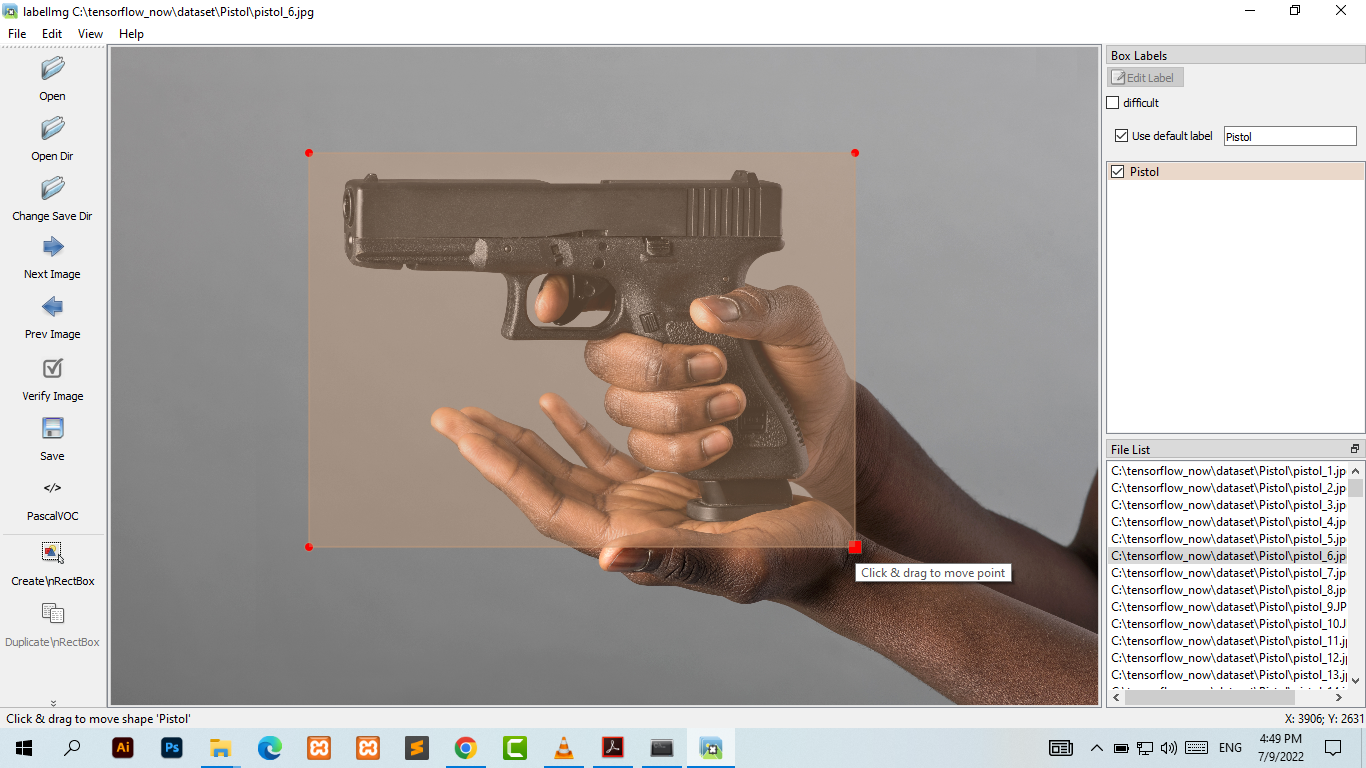 labelImg C:\tensorflow_now\dataset\Pistol\pistol_6.jpg
File Edit View Help
Open
Open Dir
Change Save Dir
Next Image
Prev Image
Verify Image
Save
</>
PascalVOC
Create\nRectBox
Duplicate\nRectBox
Click & drag to move point
Box Labels
Edit Label
difficult
Use default label Pistol
Pistol
File List
C:\tensorflow_now\dataset\Pistol\pistol_1.jp
C:\tensorflow_now\dataset\Pistol\pistol_2.jp
C:\tensorflow_now\dataset\Pistol\pistol_3.jp
C:\tensorflow_now\dataset\Pistol\pistol_4.jp
C:\tensorflow_now\dataset\Pistol\pistol_5.jp
C:\tensorflow_now\dataset\Pistol\pistol_6.jp
C:\tensorflow_now\dataset\Pistol\pistol_7.jp
C:\tensorflow_now\dataset\Pistol\pistol_8.jp
C:\tensorflow_now\dataset\Pistol\pistol_9.JP
C:\tensorflow_now\dataset\Pistol\pistol_10.J
C:\tensorflow_now\dataset\Pistol\pistol_11.j
C:\tensorflow_now\dataset\Pistol\pistol_12.j
C:\tensorflow_now\dataset\Pistol\pistol_13.j
Click & drag to move shape 'Pistol'
X: 3906; Y: 2631
Ai
Ps
ENG
4:49 PM
7/9/2022